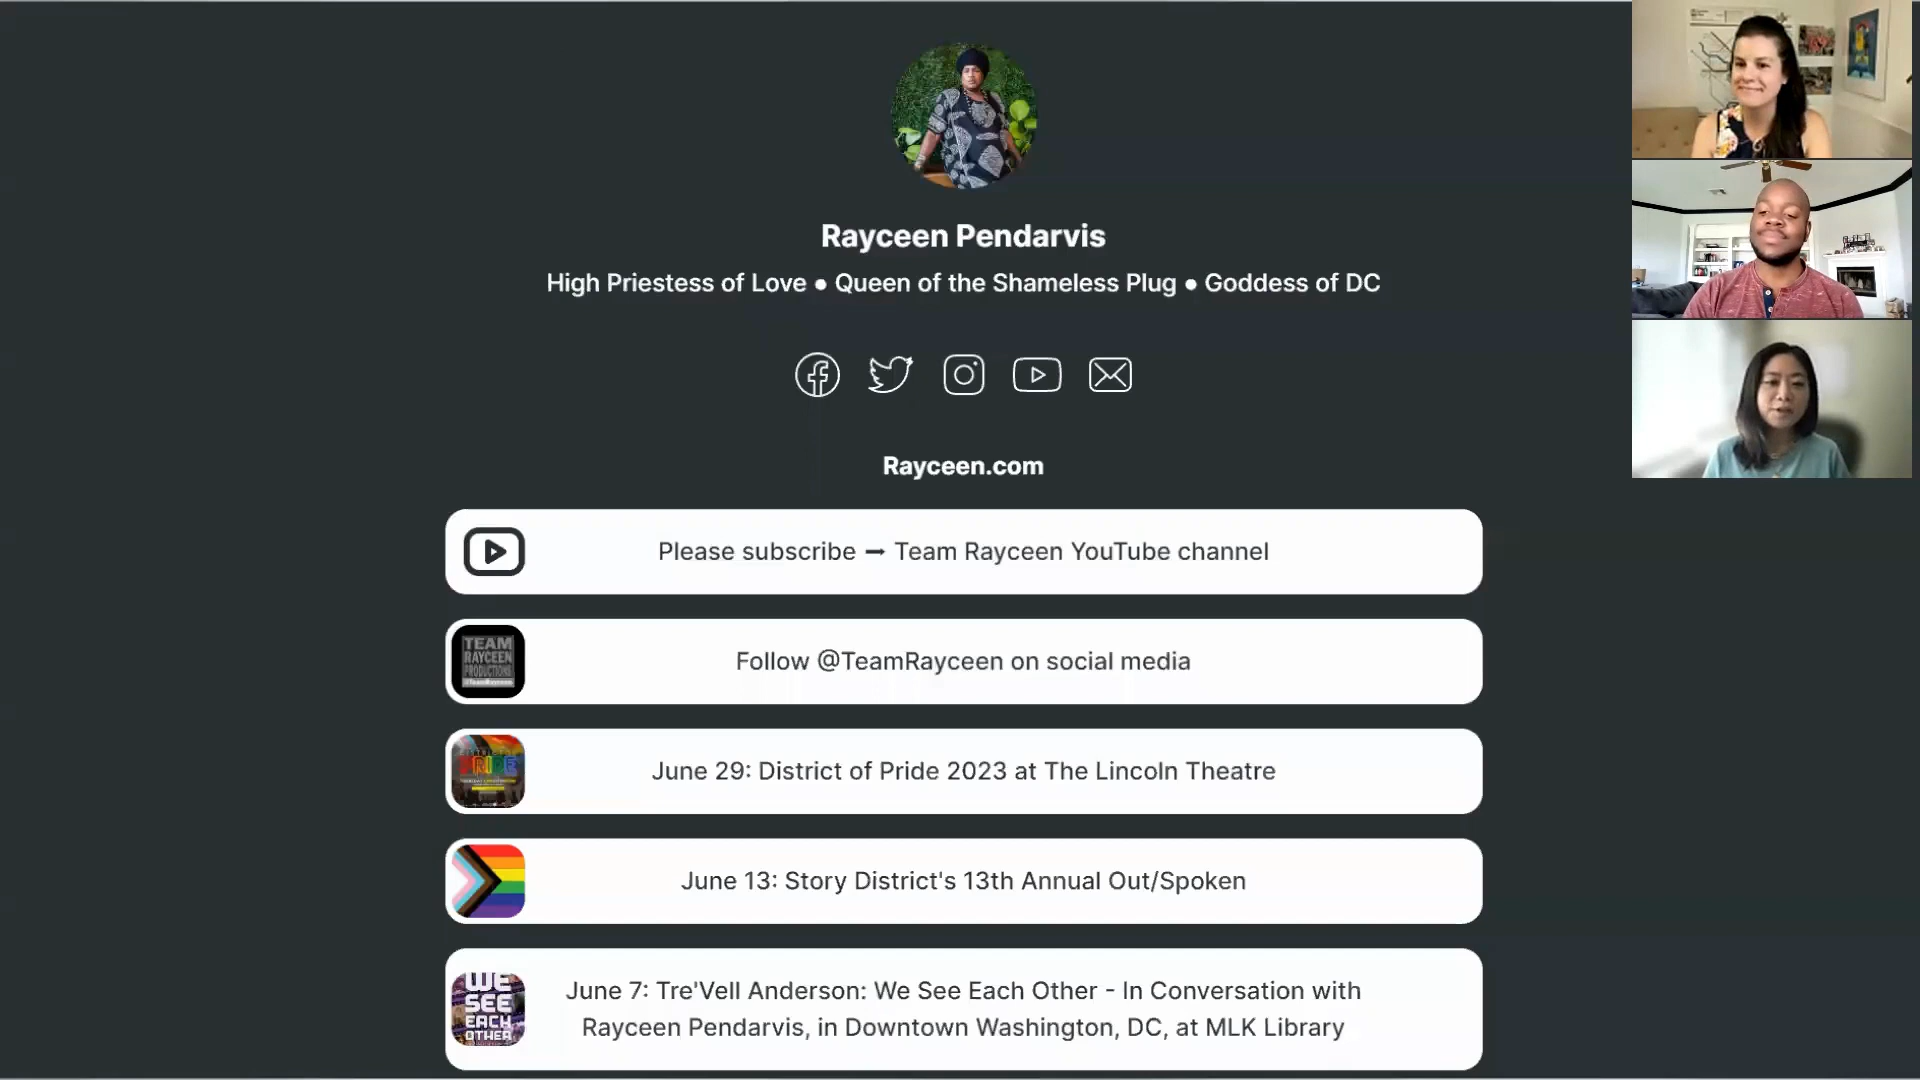 Rayceen Pendarvis
High Priestess of Love ● Queen of the Shameless Plug ● Goddess of DC
Rayceen.com
Please subscribe ➡ Team Rayceen YouTube channel
TEAM
RAYCEEN
PRODUCTIONS
@TeamRayceen
Follow @TeamRayceen on social media
PRIDE
June 29: District of Pride 2023 at The Lincoln Theatre
June 13: Story District's 13th Annual Out/Spoken
WE
SEE
EACH
OTHER
June 7: Tre'Vell Anderson: We See Each Other - In Conversation with
Rayceen Pendarvis, in Downtown Washington, DC, at MLK Library